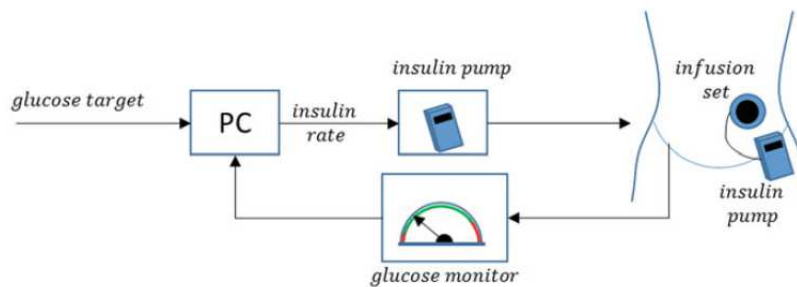 glucose target
PC
insulin
rate
insulin pump
infusion
set
insulin
pump
glucose monitor